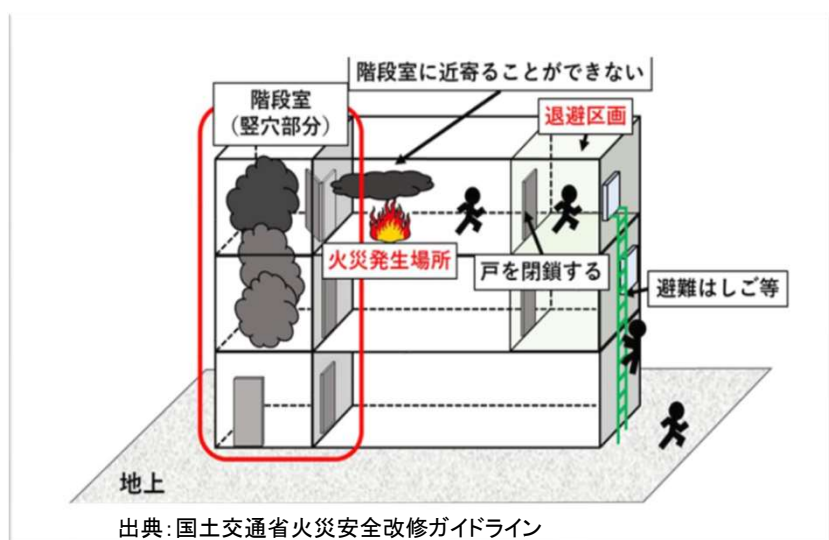 階段室に近寄ることができない
階段室
（竪穴部分）
退避区画
火災発生場所
戸を閉鎖する
避難はしご等
地上
出典：国土交通省火災安全改修ガイドライン